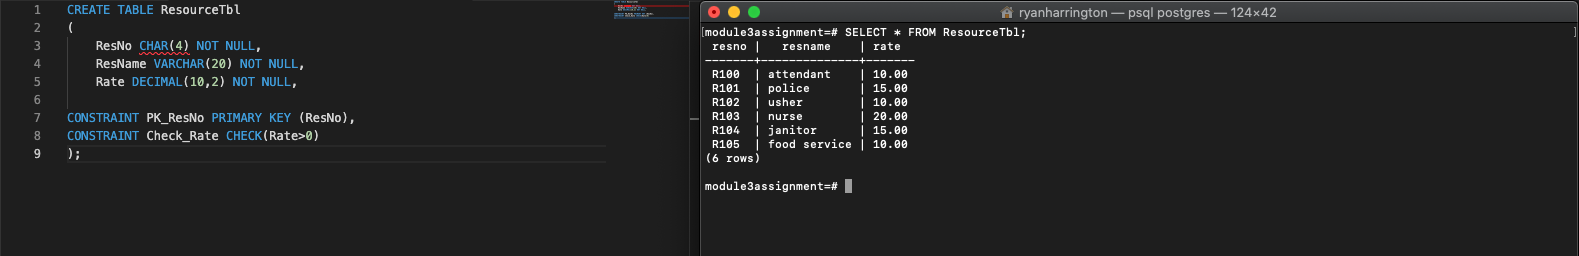 1 CREATE TABLE ResourceTbl
2 (
3 ResNo CHAR(4) NOT NULL,
4 ResName VARCHAR(20) NOT NULL,
5 Rate DECIMAL(10,2) NOT NULL,
6
7 CONSTRAINT PK_ResNo PRIMARY KEY (ResNo),
8 CONSTRAINT Check_Rate CHECK(Rate>0)
9 );
ryanharrington — psql postgres — 124×42
[module3assignment=# SELECT * FROM ResourceTbl; ]
resno | resname | rate
-------+--------------+-------
R100 | attendant | 10.00
R101 | police | 15.00
R102 | usher | 10.00
R103 | nurse | 20.00
R104 | janitor | 15.00
R105 | food service | 10.00
(6 rows)
module3assignment=#